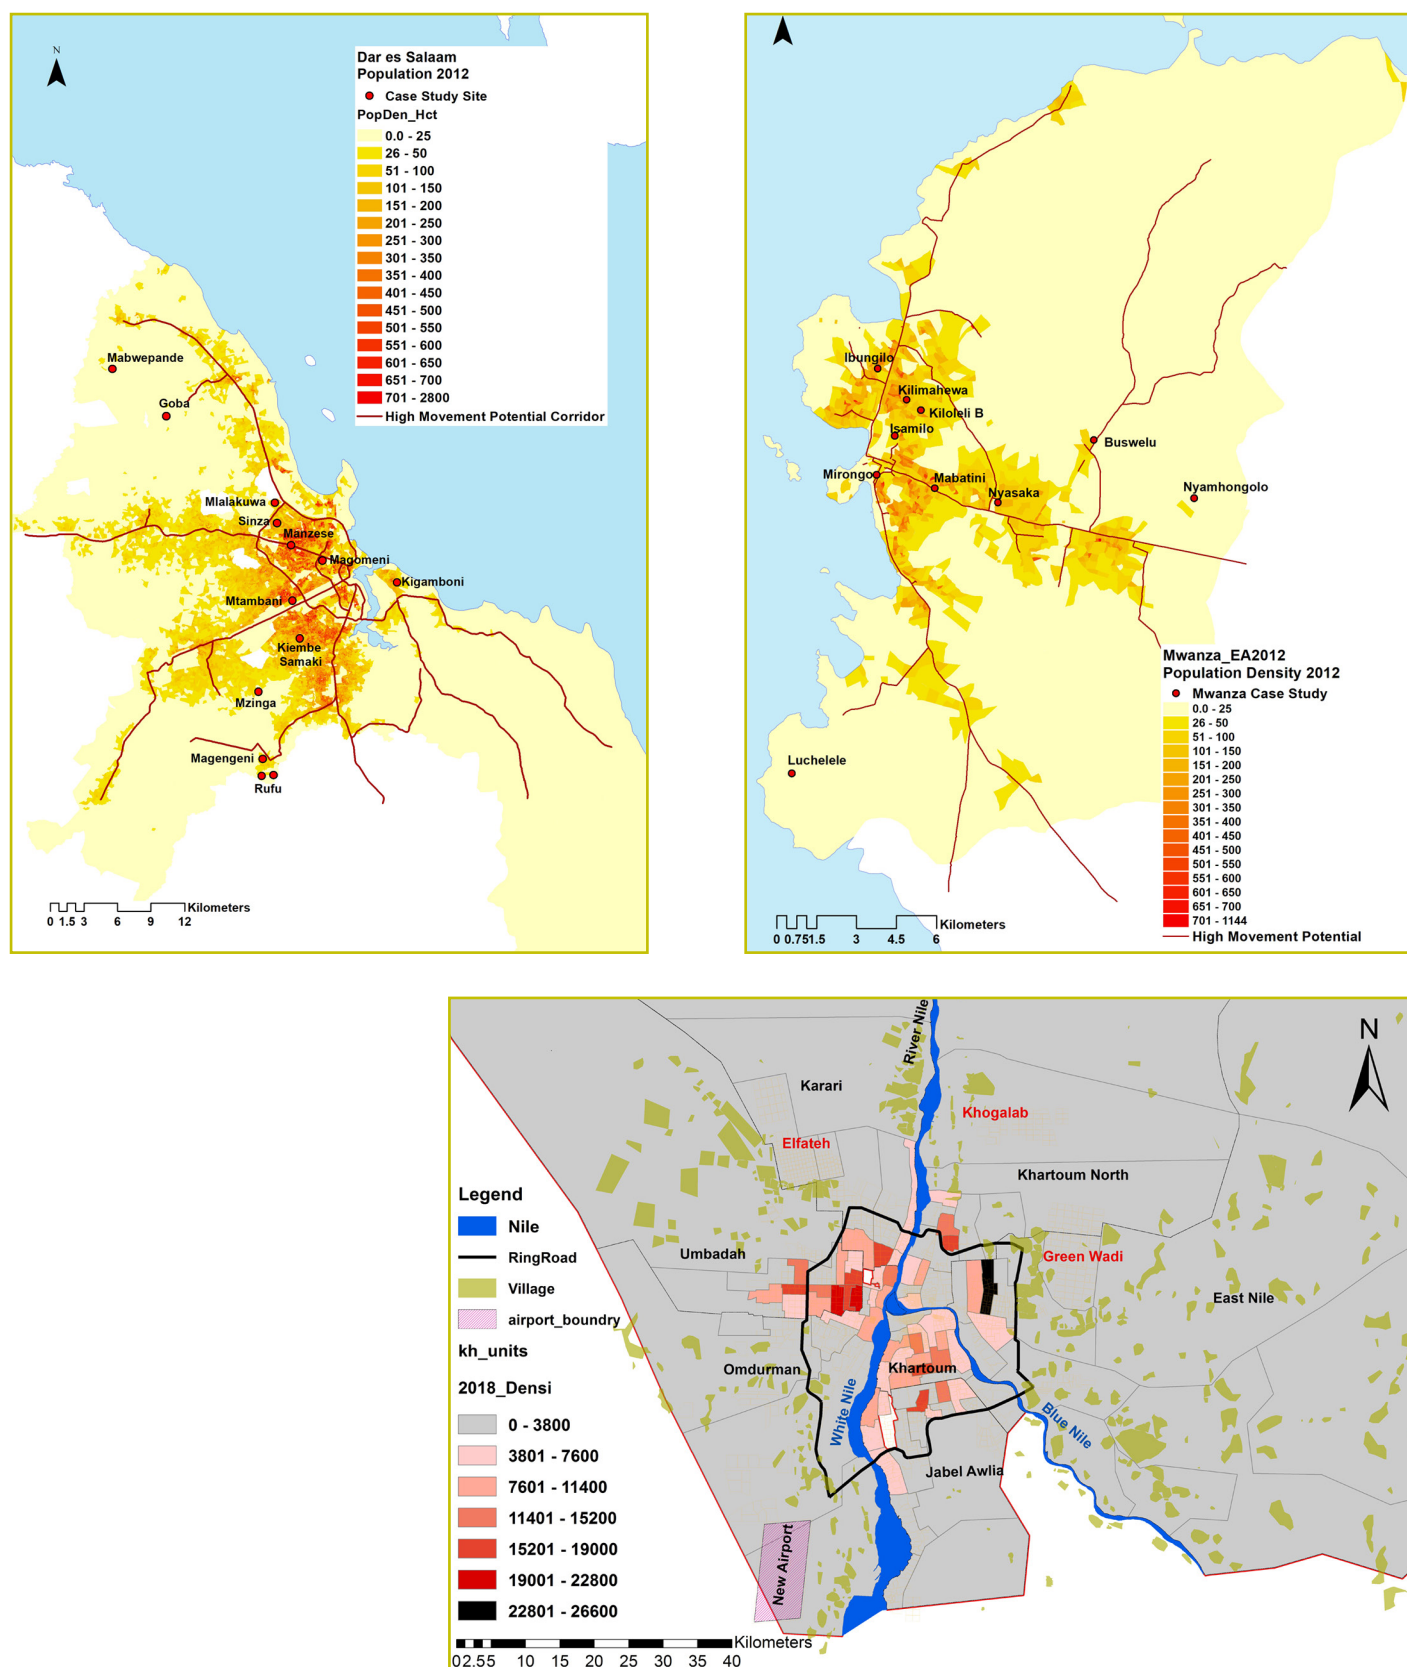 N
Dar es Salaam
Population 2012
Case Study Site
PopDen_Hct
0.0 - 25
26 - 50
51 - 100
101 - 150
151 - 200
201 - 250
251 - 300
301 - 350
351 - 400
401 - 450
451 - 500
501 - 550
551 - 600
601 - 650
651 - 700
701 - 2800
High Movement Potential Corridor
Mabwepande
Goba
Mlalakuwa
Sinza
Manzese
Magomeni
Kigamboni
Mtambani
Kiembe
Samaki
Mzinga
Magengeni
Rufu
Kilometers
0 1.5 3 6 9 12
Ibungilo
Kilimahewa
Kiloleli B
Isamilo
Buswelu
Mirongo
Mabatini
Nyasaka
Nyamhongolo
Luchelele
Mwanza_EA2012
Population Density 2012
Mwanza Case Study
0.0 - 25
26 - 50
51 - 100
101 - 150
151 - 200
201 - 250
251 - 300
301 - 350
351 - 400
401 - 450
451 - 500
501 - 550
551 - 600
601 - 650
651 - 700
701 - 1144
High Movement Potential
Kilometers
0 0.751.5 3 4.5 6
N
River Nile
Karari
Khogalab
Elfateh
Khartoum North
Umbadah
Green Wadi
East Nile
Omdurman
Khartoum
White Nile
Blue Nile
Jabel Awlia
New Airport
Legend
Nile
RingRoad
Village
airport_boundry
kh_units
2018_Densi
0 - 3800
3801 - 7600
7601 - 11400
11401 - 15200
15201 - 19000
19001 - 22800
22801 - 26600
Kilometers
02.55 10 15 20 25 30 35 40